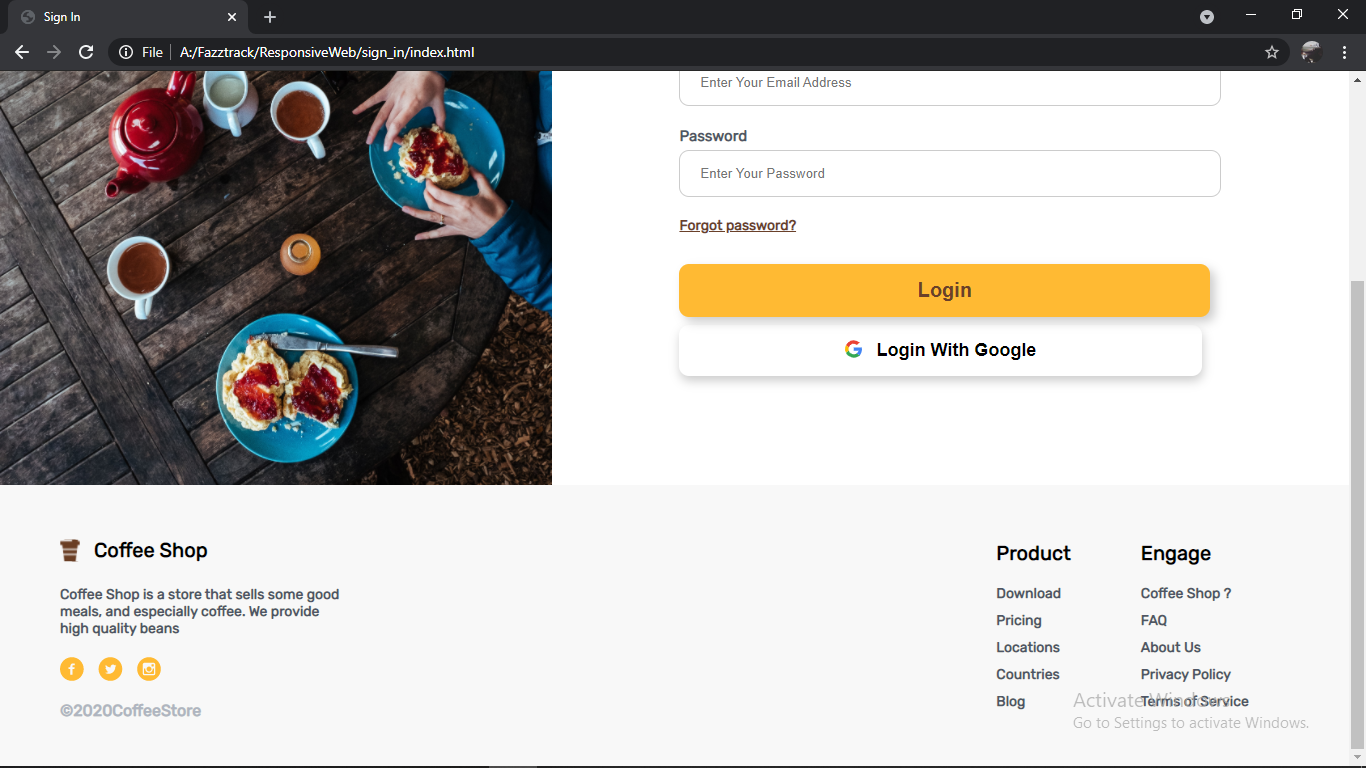 Sign In
File
A:/Fazztrack/ResponsiveWeb/sign_in/index.html
Enter Your Email Address
Password
Enter Your Password
Forgot password?
Login
Login With Google
Coffee Shop
Coffee Shop is a store that sells some good
meals, and especially coffee. We provide
high quality beans
©2020CoffeeStore
Product
Download
Pricing
Locations
Countries
Blog
Engage
Coffee Shop ?
FAQ
About Us
Privacy Policy
Terms of Service
Activate Windows
Go to Settings to activate Windows.